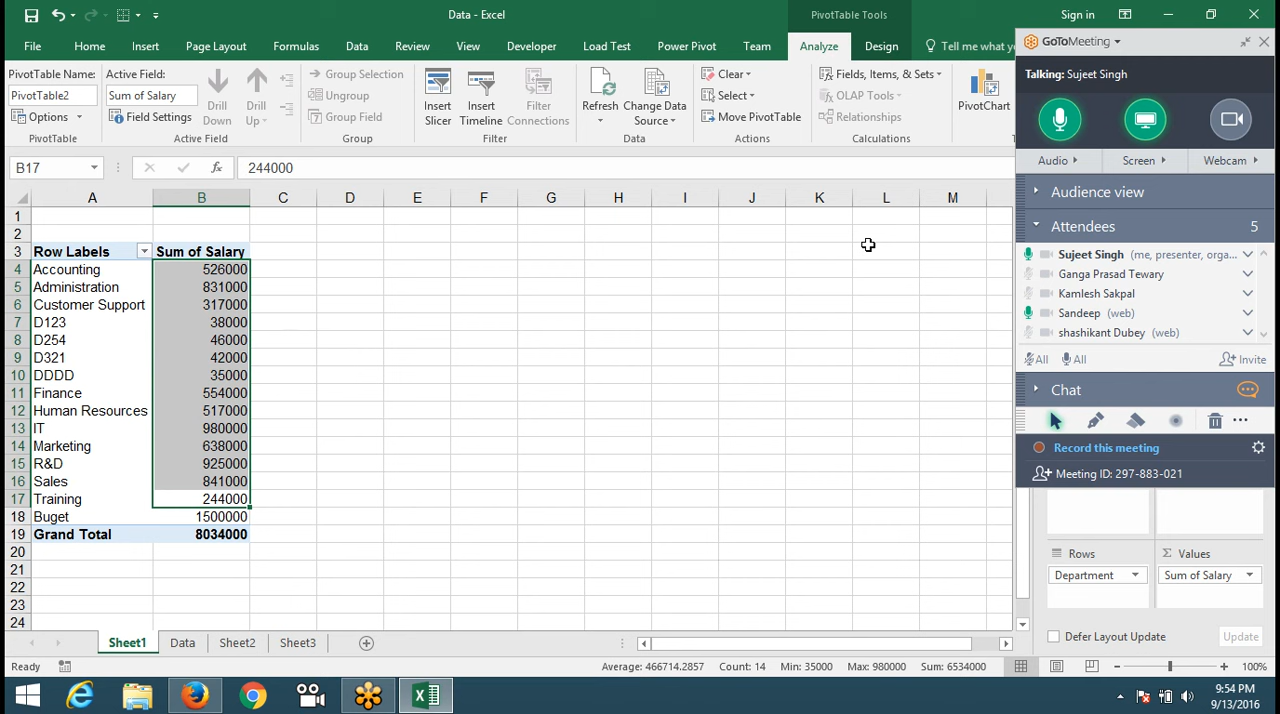 Data - Excel
PivotTable Tools
Sign in
File Home Insert Page Layout Formulas Data Review View Developer Load Test Power Pivot Team Analyze Design Tell me what yo
GoToMeeting
PivotTable Name:
PivotTable2
Options
PivotTable
Active Field:
Sum of Salary
Field Settings
Drill Down
Drill Up
Active Field
Group Selection
Ungroup
Group Field
Group
Insert Slicer
Insert Timeline
Filter Connections
Filter
Refresh
Change Data Source
Data
Clear
Select
Move PivotTable
Actions
Fields, Items, & Sets
OLAP Tools
Relationships
Calculations
PivotChart
Talking: Sujeet Singh
Audio Screen Webcam
Audience view
Attendees 5
Sujeet Singh (me, presenter, orga...
Ganga Prasad Tewary
Kamlesh Sakpal
Sandeep (web)
shashikant Dubey (web)
All All Invite
Chat
Record this meeting
Meeting ID: 297-883-021
B17 fx 244000
A B C D E F G H I J K L M
1
2
3 Row Labels Sum of Salary
4 Accounting 526000
5 Administration 831000
6 Customer Support 317000
7 D123 38000
8 D254 46000
9 D321 42000
10 DDDD 35000
11 Finance 554000
12 Human Resources 517000
13 IT 980000
14 Marketing 638000
15 R&D 925000
16 Sales 841000
17 Training 244000
18 Buget 1500000
19 Grand Total 8034000
20
21
22
23
24
Rows Σ Values
Department Sum of Salary
Defer Layout Update Update
Sheet1 Data Sheet2 Sheet3
Ready Average: 466714.2857 Count: 14 Min: 35000 Max: 980000 Sum: 6534000 100%
9:54 PM
9/13/2016